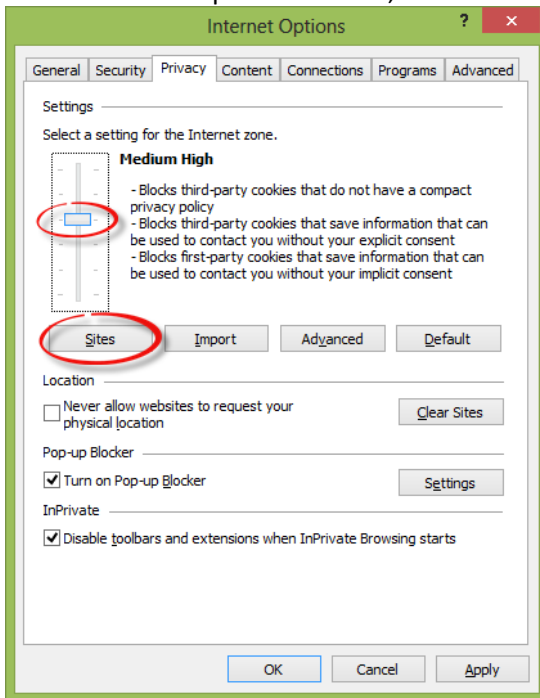 Internet Options
?
×
General Security Privacy Content Connections Programs Advanced
Settings
Select a setting for the Internet zone.
Medium High
- Blocks third-party cookies that do not have a compact
privacy policy
- Blocks third-party cookies that save information that can
be used to contact you without your explicit consent
- Blocks first-party cookies that save information that can
be used to contact you without your implicit consent
Sites Import Advanced Default
Location
Never allow websites to request your
physical location
Clear Sites
Pop-up Blocker
Turn on Pop-up Blocker
Settings
InPrivate
Disable toolbars and extensions when InPrivate Browsing starts
OK Cancel Apply